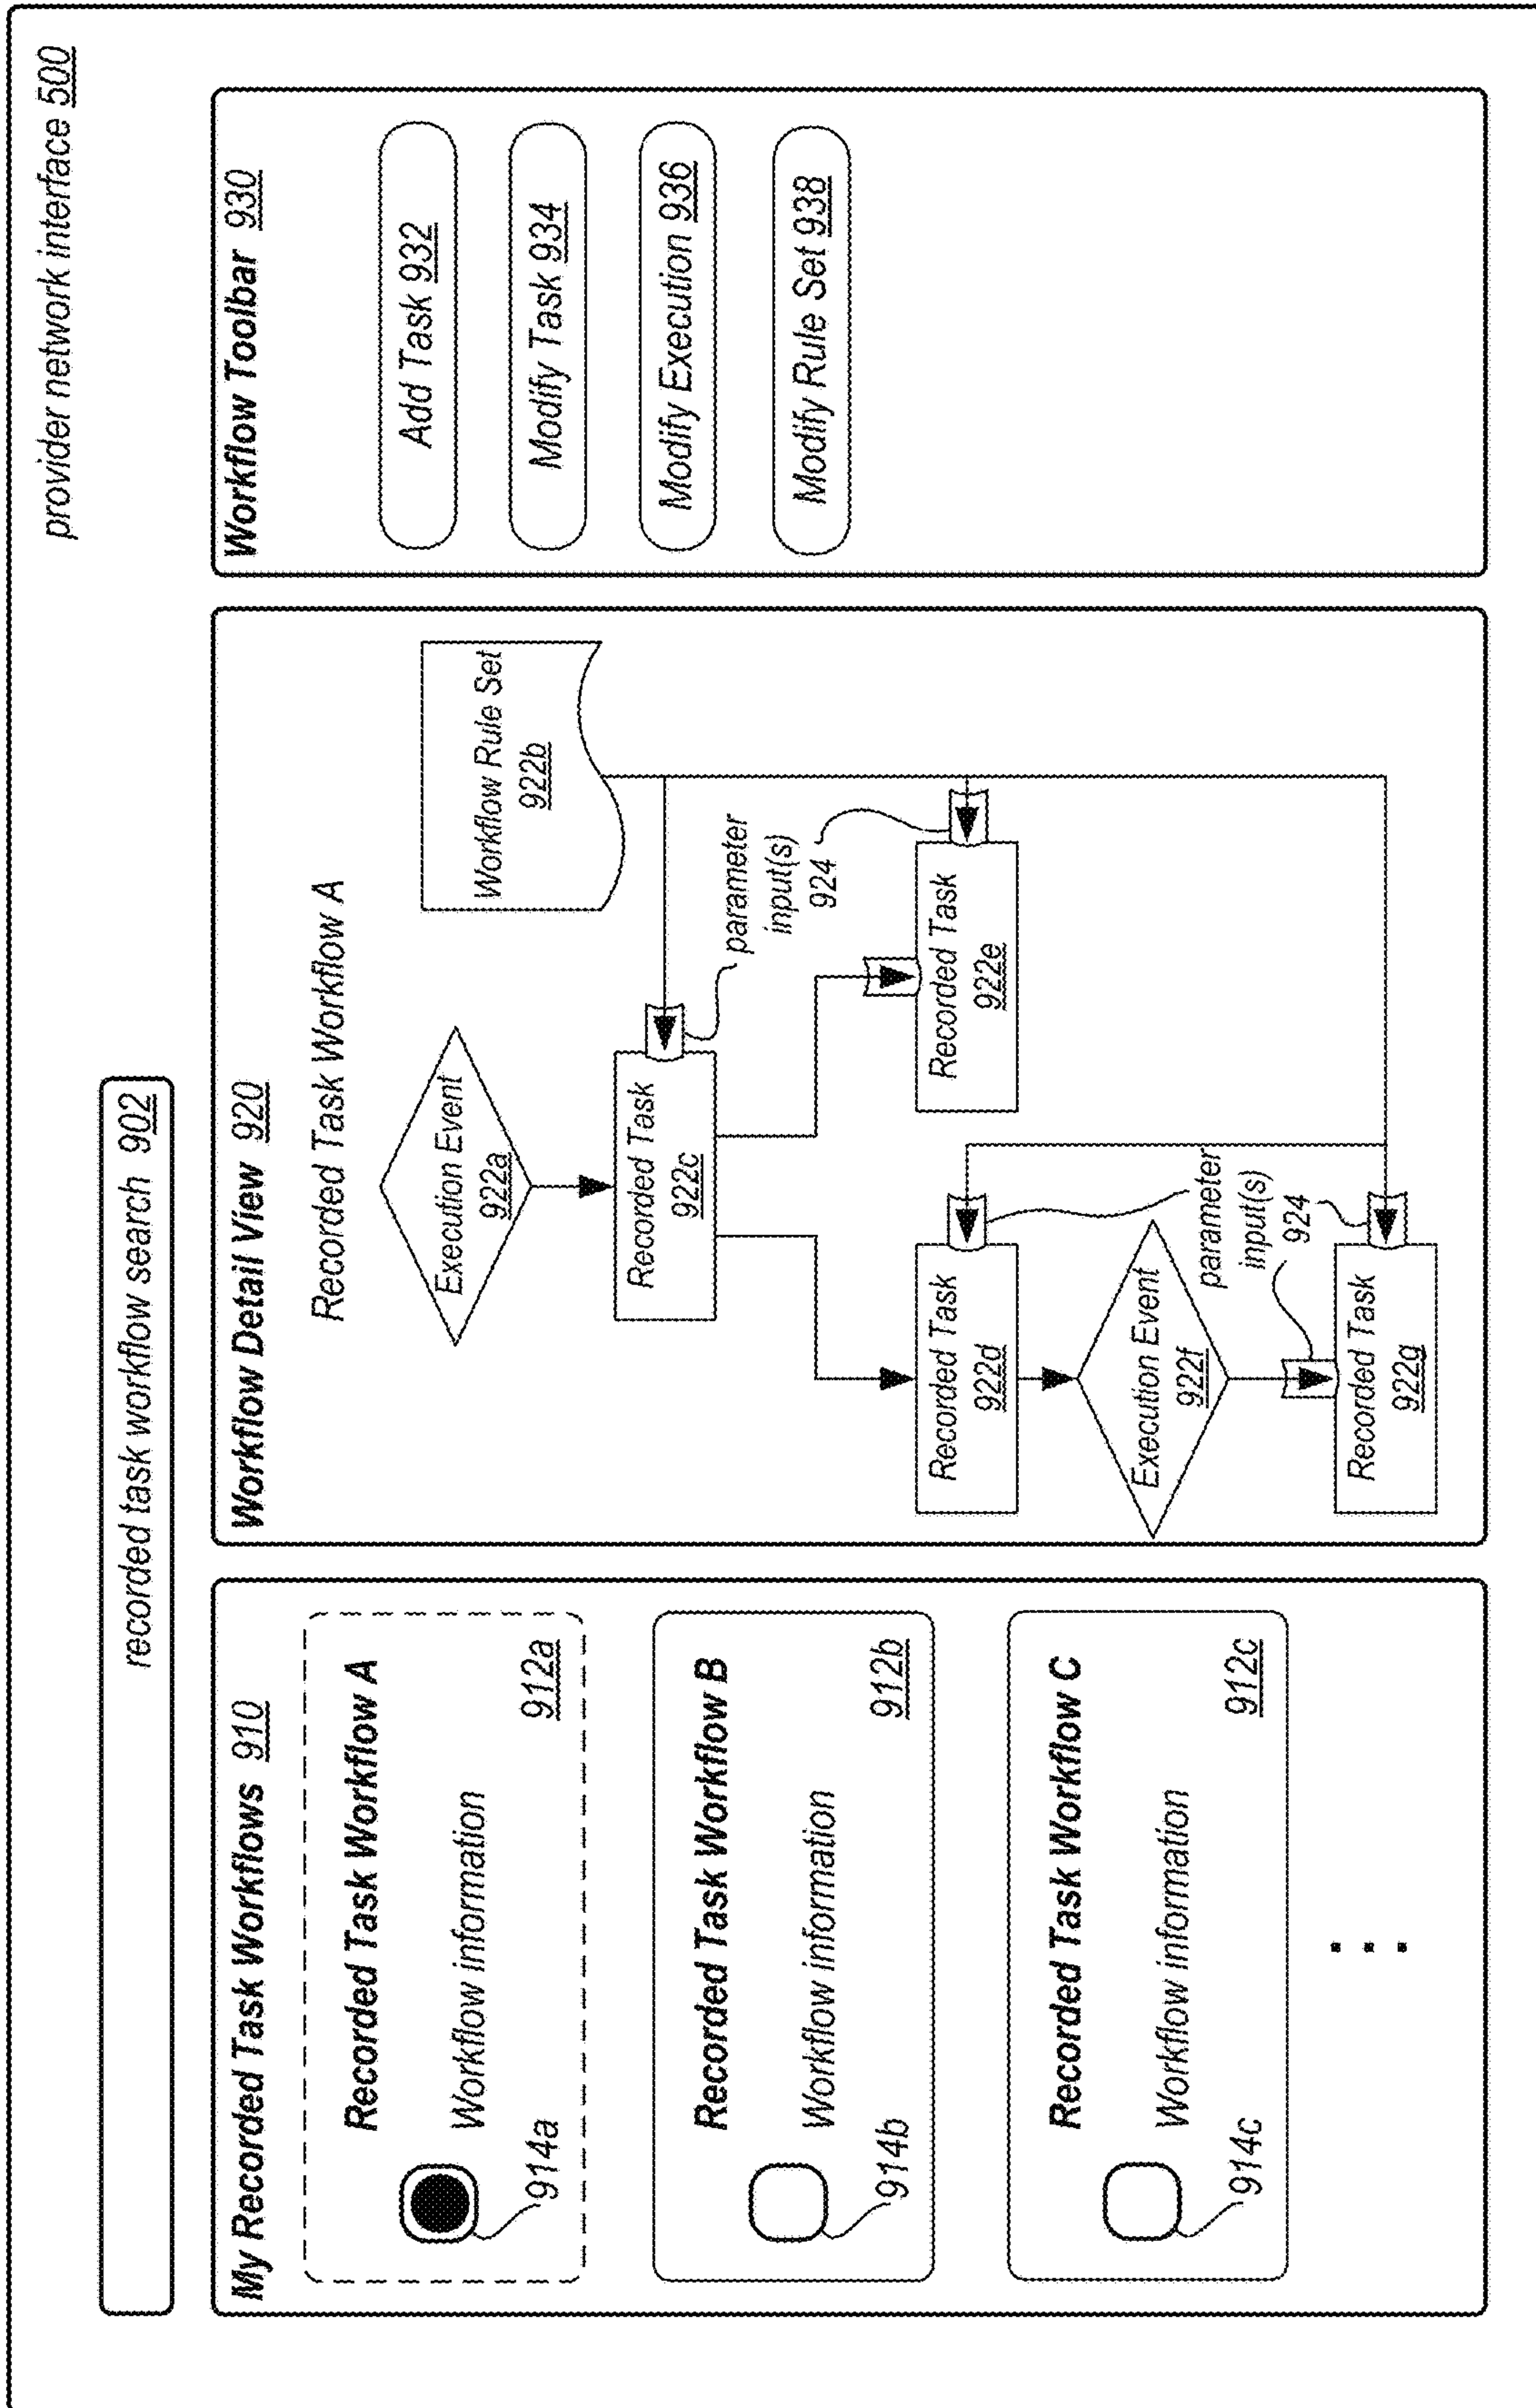 provider network interface 500
recorded task workflow search 902
My Recorded Task Workflows 910
Recorded Task Workflow A
Workflow information
912a
914a
Recorded Task Workflow B
Workflow information
912b
914b
Recorded Task Workflow C
Workflow information
912c
914c
Workflow Detail View 920
Recorded Task Workflow A
Execution Event
922a
Workflow Rule Set
922b
Recorded Task
922c
parameter
input(s)
924
Recorded Task
922d
Recorded Task
922e
Execution Event
922f
parameter
input(s)
924
Recorded Task
922g
Workflow Toolbar 930
Add Task 932
Modify Task 934
Modify Execution 936
Modify Rule Set 938